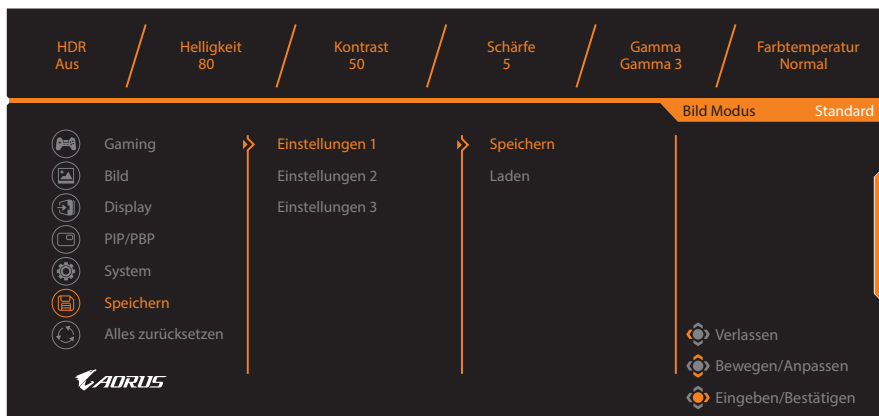 HDR
Aus
Helligkeit
80
Kontrast
50
Schärfe
5
Gamma
Gamma 3
Farbtemperatur
Normal
Bild Modus Standard
Gaming
Bild
Display
PIP/PBP
System
Speichern
Alles zurücksetzen
Einstellungen 1
Einstellungen 2
Einstellungen 3
Speichern
Laden
Verlassen
Bewegen/Anpassen
Eingeben/Bestätigen
AORUS